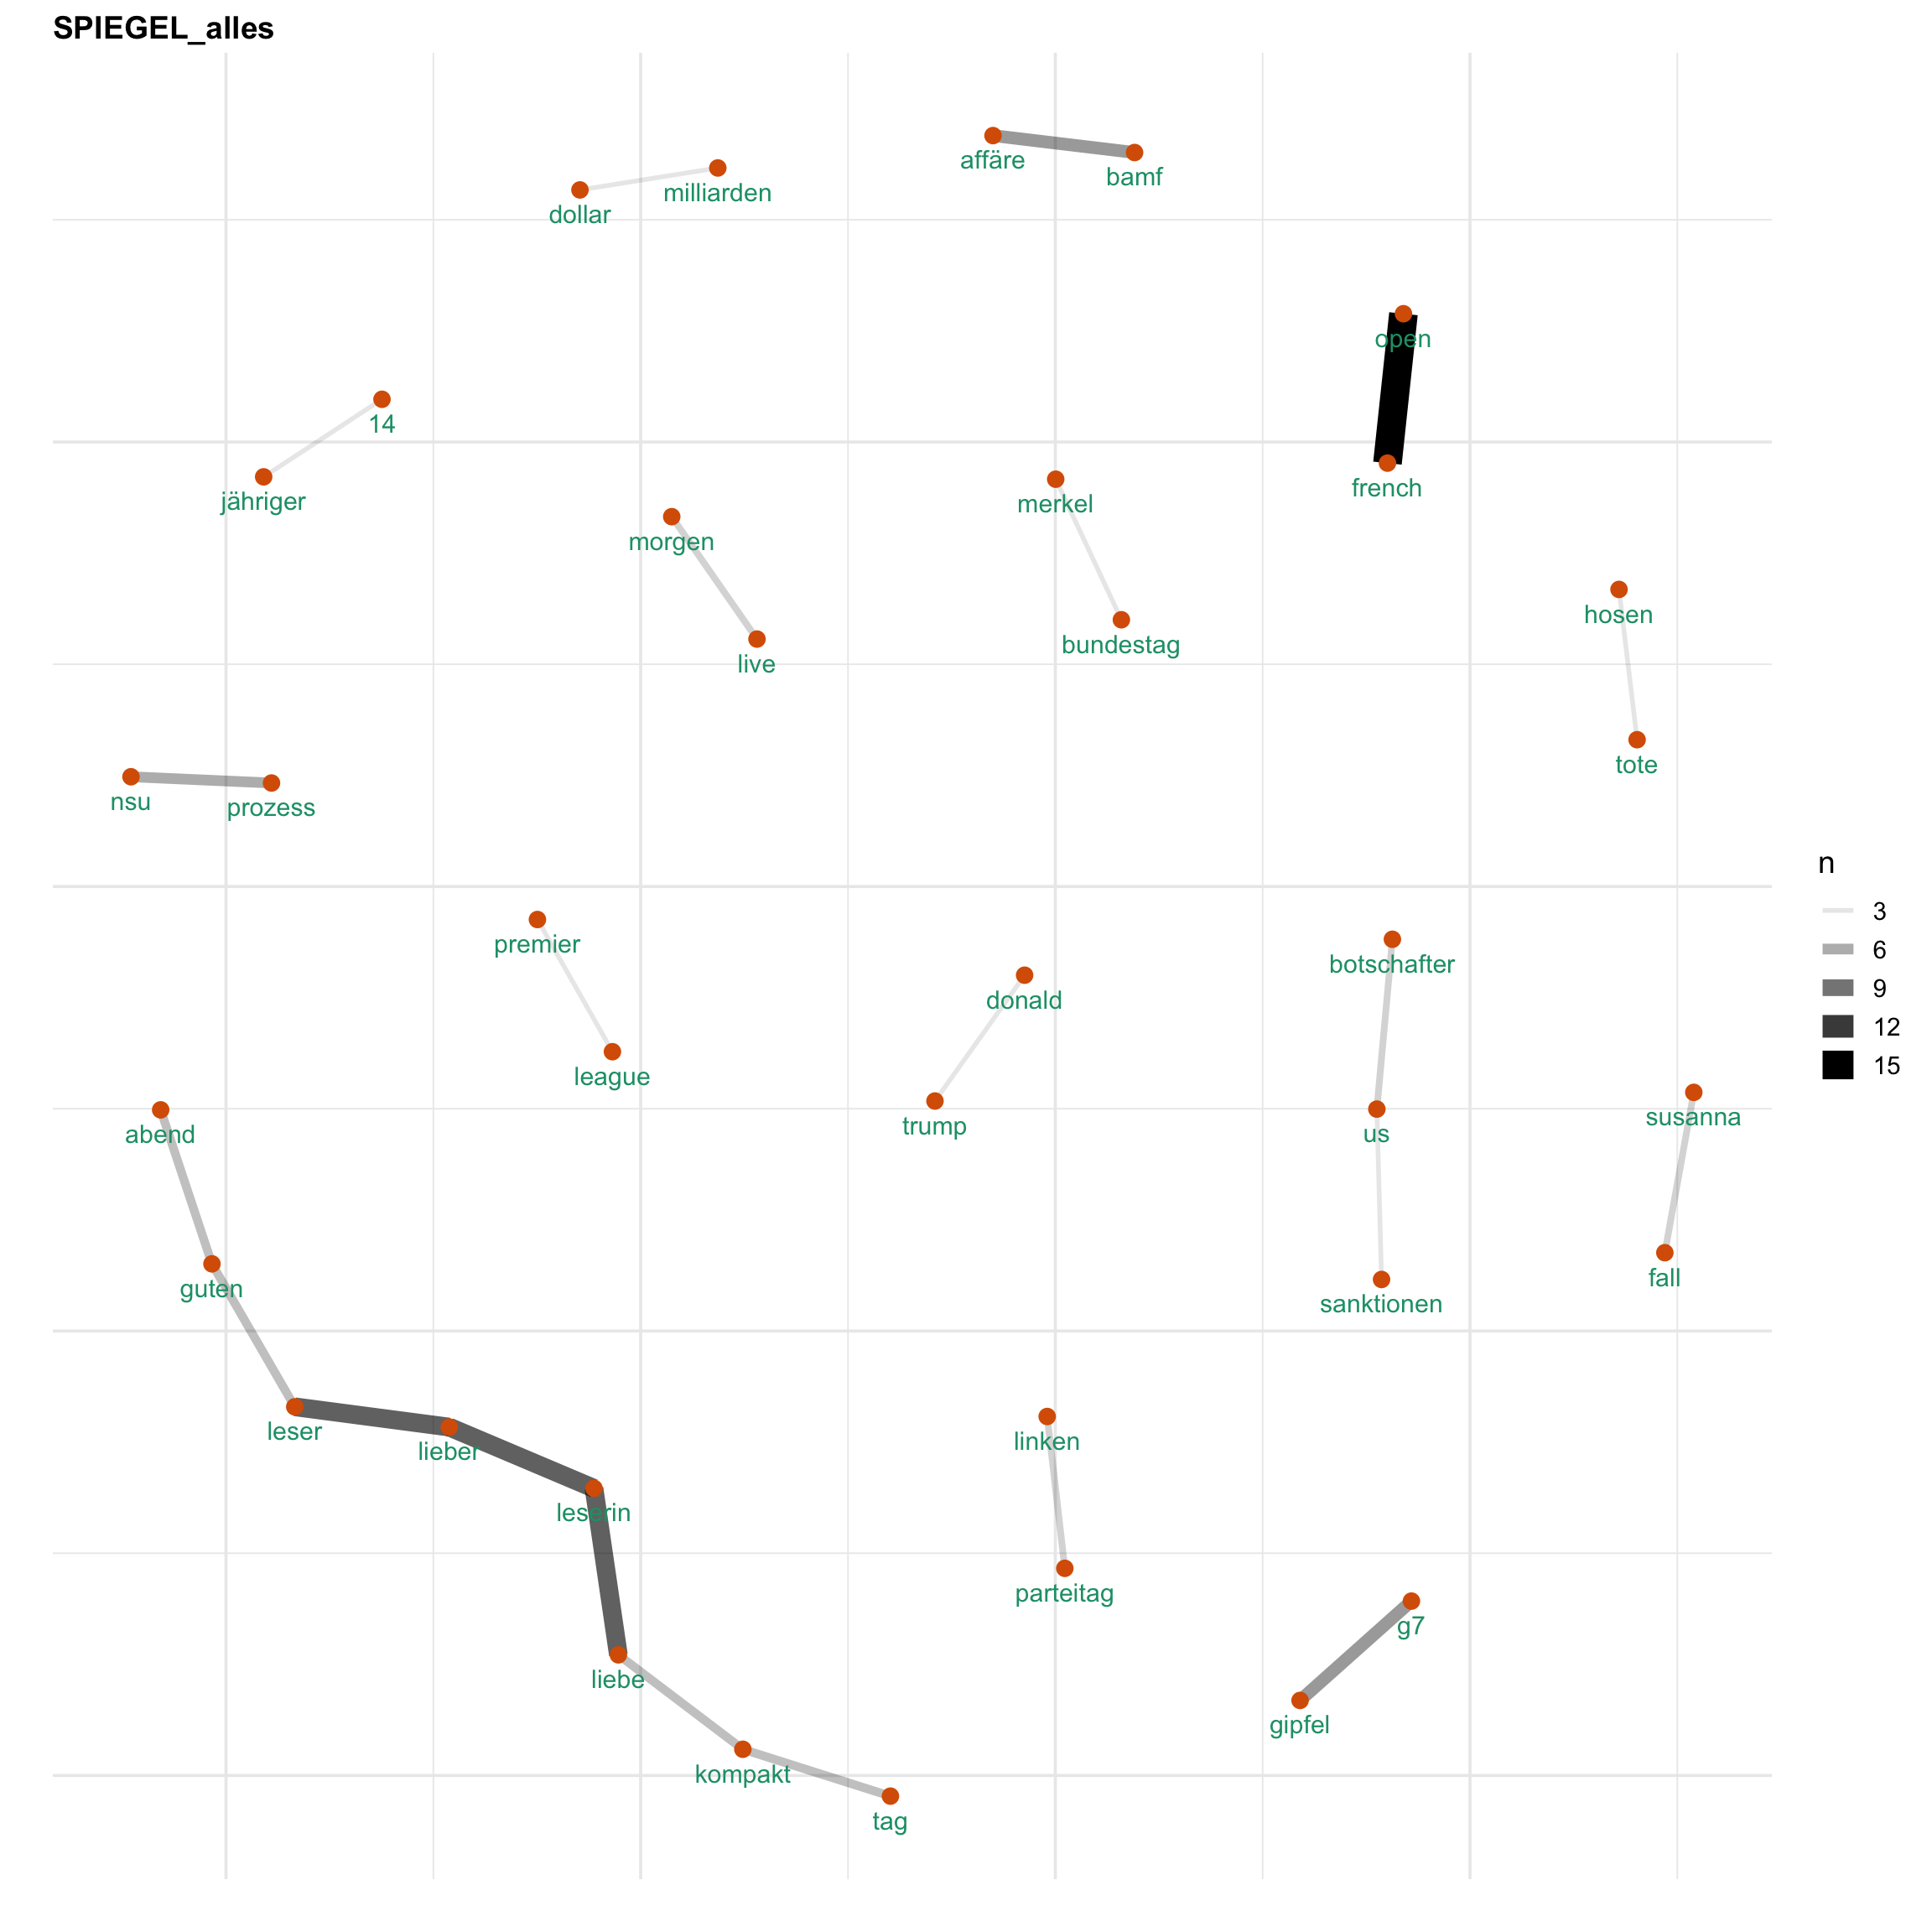 SPIEGEL_alles
affäre
bamf
milliarden
dollar
open
14
french
jähriger
merkel
morgen
hosen
bundestag
live
tote
nsu
prozess
n
3
6
9
12
15
premier
botschafter
donald
league
susanna
trump
us
abend
fall
guten
sanktionen
leser
linken
lieber
leserin
parteitag
g7
liebe
gipfel
kompakt
tag